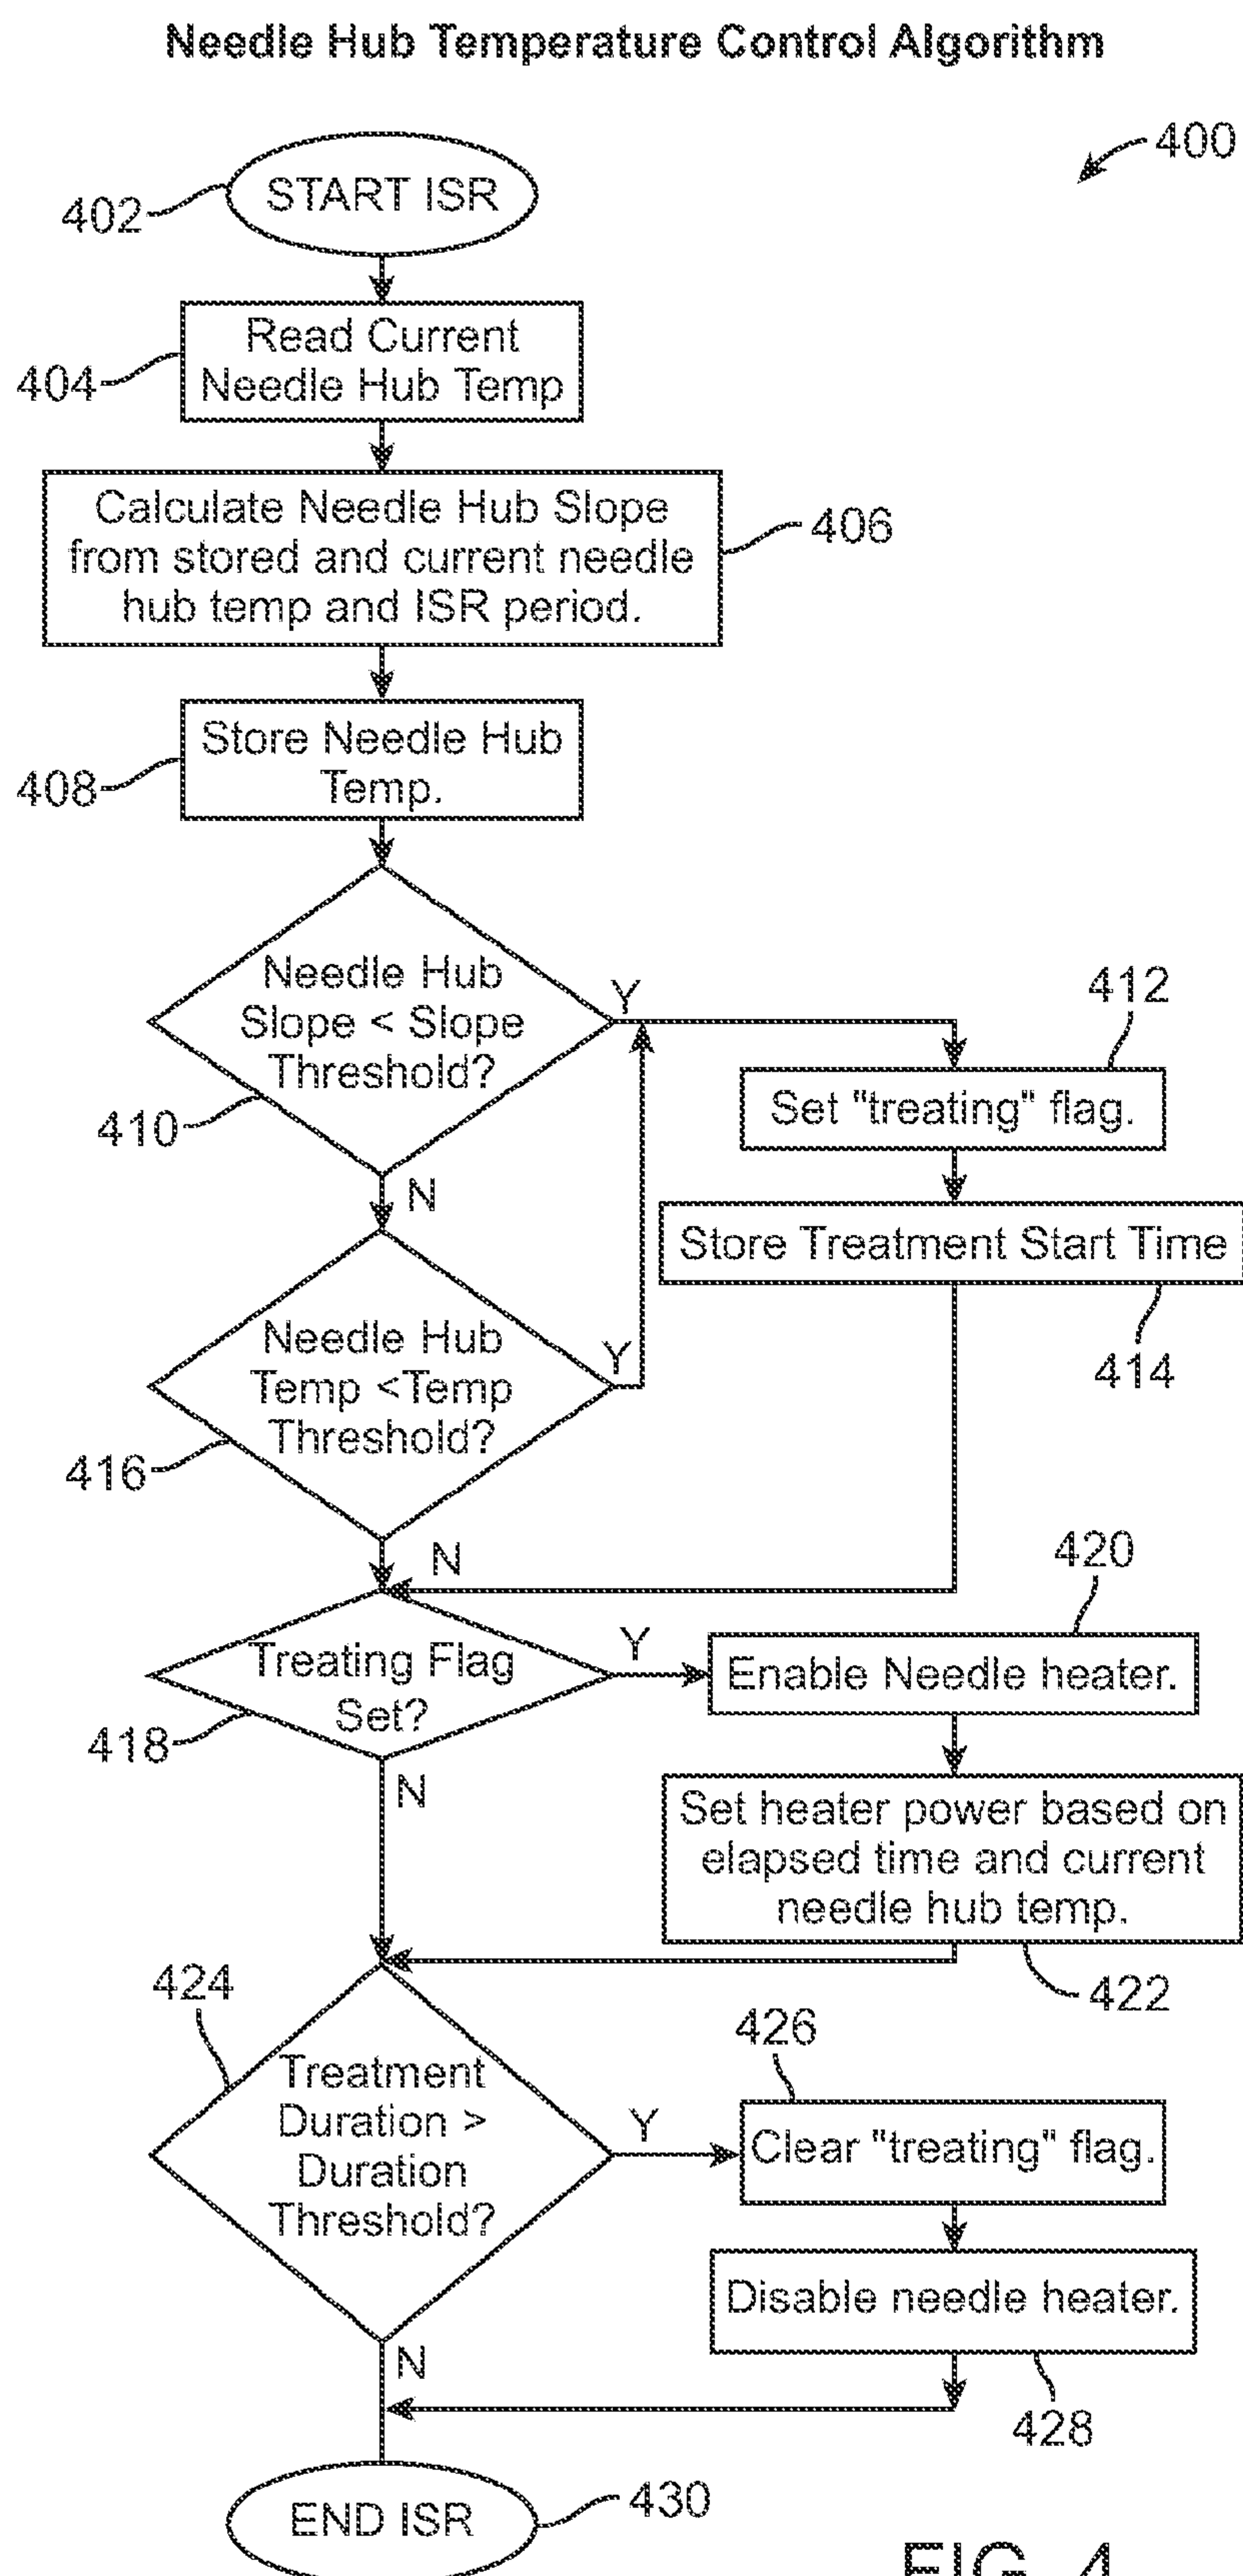 Needle Hub Temperature Control Algorithm
400
402
START ISR
404
Read Current
Needle Hub Temp
Calculate Needle Hub Slope
from stored and current needle
hub temp and ISR period.
406
408
Store Needle Hub
Temp.
410
Needle Hub
Slope < Slope
Threshold?
Y
N
412
Set "treating" flag.
Store Treatment Start Time
414
416
Needle Hub
Temp <Temp
Threshold?
Y
N
418
Treating Flag
Set?
Y
N
420
Enable Needle heater.
Set heater power based on
elapsed time and current
needle hub temp.
422
424
Treatment
Duration >
Duration
Threshold?
Y
N
426
Clear "treating" flag.
Disable needle heater.
428
END ISR
430
FIG. 4